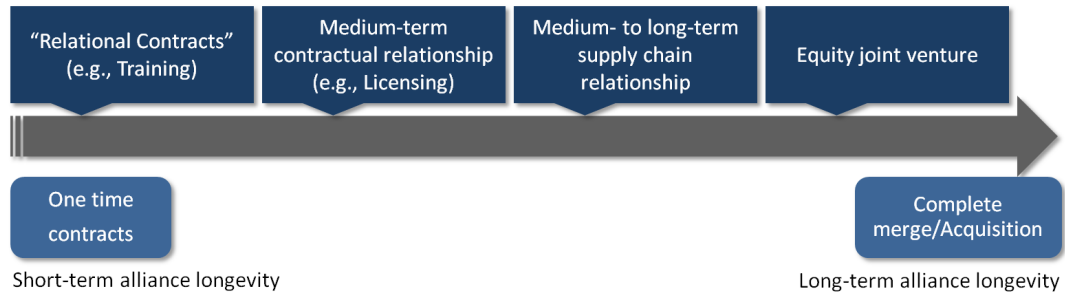 “Relational Contracts”
(e.g., Training)
Medium-term
contractual relationship
(e.g., Licensing)
Medium- to long-term
supply chain
relationship
Equity joint venture
One time
contracts
Complete
merge/Acquisition
Short-term alliance longevity
Long-term alliance longevity